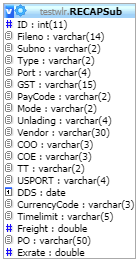 testwlr.RECAPSub
ID : int(11)
Fileno : varchar(14)
Subno : varchar(2)
Type : varchar(2)
Port : varchar(4)
GST : varchar(15)
PayCode : varchar(2)
Mode : varchar(2)
Unlading : varchar(4)
Vendor : varchar(30)
COO : varchar(3)
COE : varchar(3)
TT : varchar(2)
USPORT : varchar(4)
DDS : date
CurrencyCode : varchar(3)
Timelimit : varchar(5)
Freight : double
PO : varchar(50)
Exrate : double